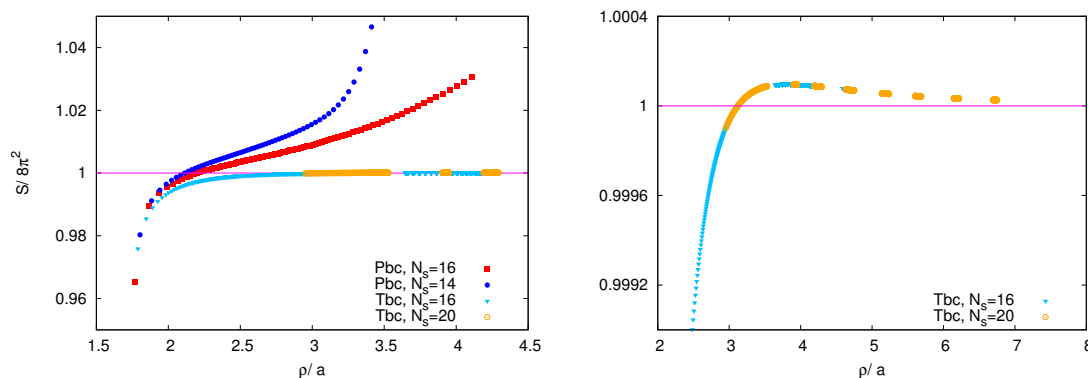 1.04
1.02
1
0.98
0.96
S/ 8π²
1.5 2 2.5 3 3.5 4 4.5
ρ/ a
Pbc, N_s=16
Pbc, N_s=14
Tbc, N_s=16
Tbc, N_s=20
1.0004
1
0.9996
0.9992
2 3 4 5 6 7 8
ρ/ a
Tbc, N_s=16
Tbc, N_s=20